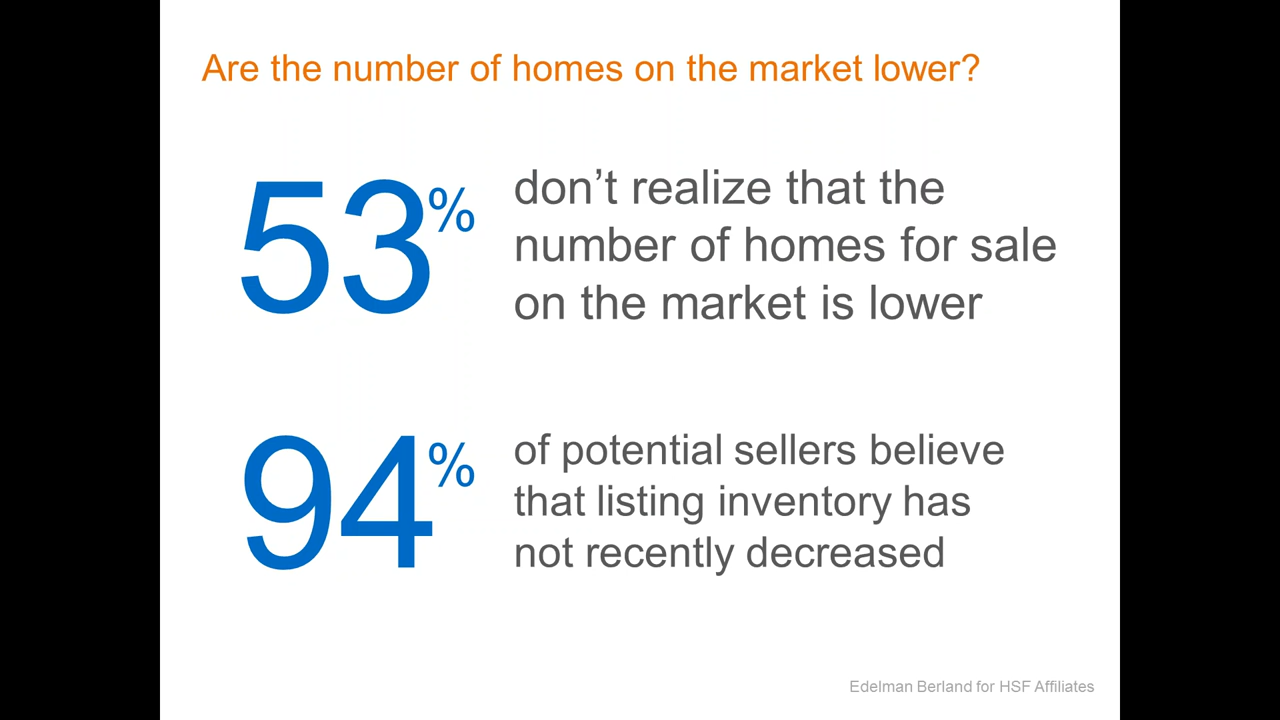 Are the number of homes on the market lower?
53%
don’t realize that the
number of homes for sale
on the market is lower
94%
of potential sellers believe
that listing inventory has
not recently decreased
Edelman Berland for HSF Affiliates